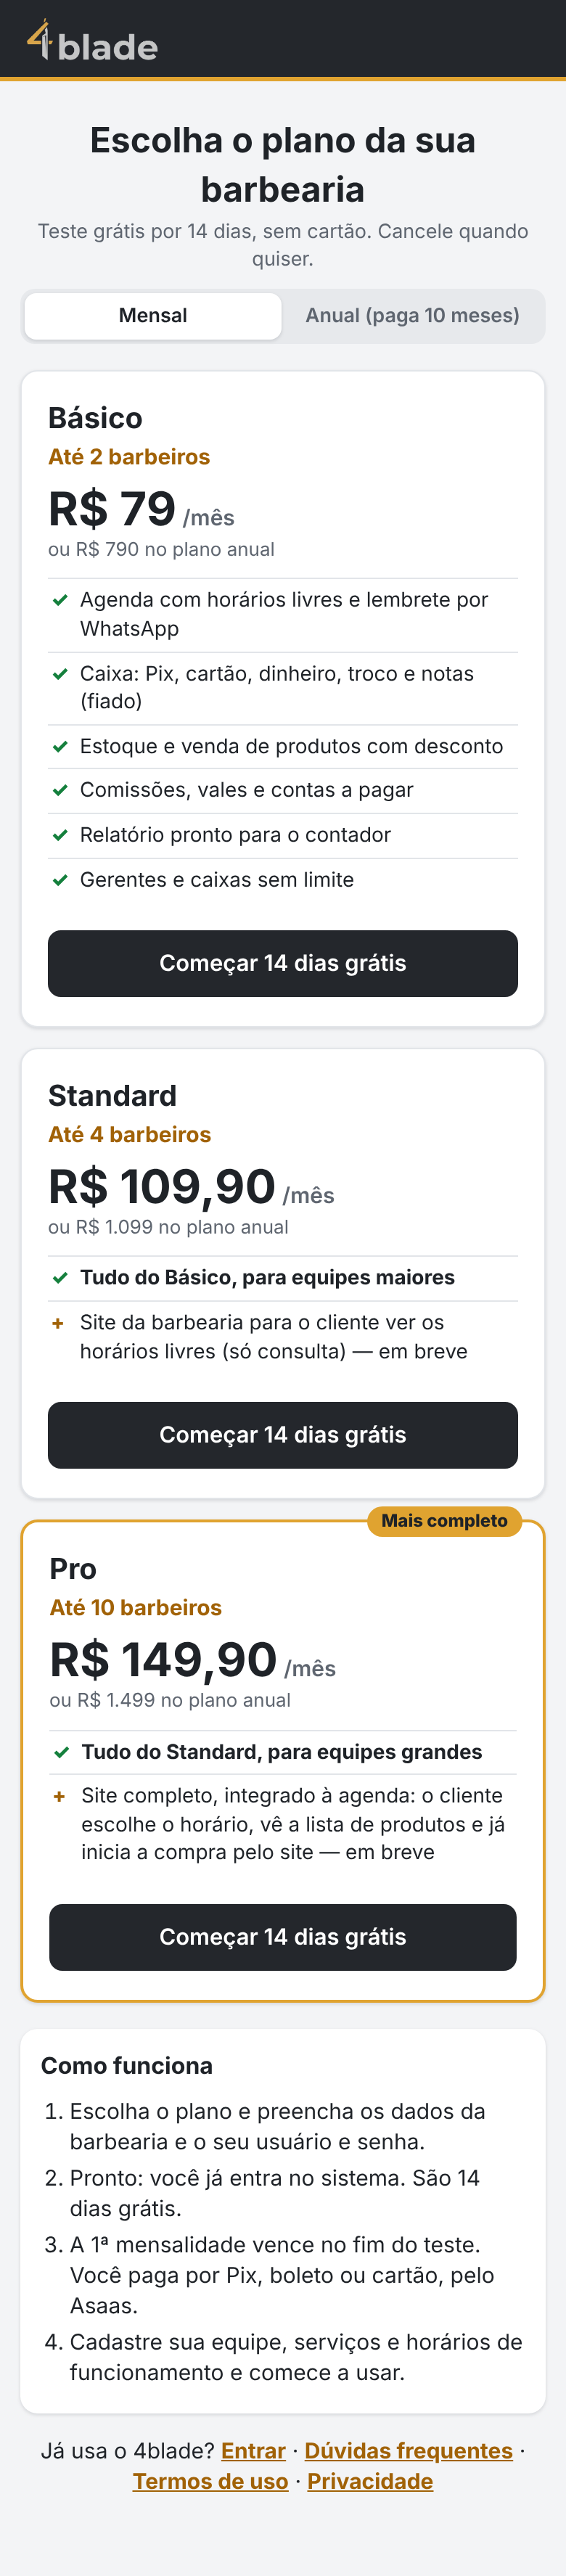 4blade
Escolha o plano da sua
barbearia
Teste grátis por 14 dias, sem cartão. Cancele quando
quiser.
Mensal
Anual (paga 10 meses)
Básico
Até 2 barbeiros
R$ 79 /mês
ou R$ 790 no plano anual
✓ Agenda com horários livres e lembrete por
WhatsApp
✓ Caixa: Pix, cartão, dinheiro, troco e notas
(fiado)
✓ Estoque e venda de produtos com desconto
✓ Comissões, vales e contas a pagar
✓ Relatório pronto para o contador
✓ Gerentes e caixas sem limite
Começar 14 dias grátis
Standard
Até 4 barbeiros
R$ 109,90 /mês
ou R$ 1.099 no plano anual
✓ Tudo do Básico, para equipes maiores
+ Site da barbearia para o cliente ver os
horários livres (só consulta) — em breve
Começar 14 dias grátis
Mais completo
Pro
Até 10 barbeiros
R$ 149,90 /mês
ou R$ 1.499 no plano anual
✓ Tudo do Standard, para equipes grandes
+ Site completo, integrado à agenda: o cliente
escolhe o horário, vê a lista de produtos e já
inicia a compra pelo site — em breve
Começar 14 dias grátis
Como funciona
1. Escolha o plano e preencha os dados da
barbearia e o seu usuário e senha.
2. Pronto: você já entra no sistema. São 14
dias grátis.
3. A 1ª mensalidade vence no fim do teste.
Você paga por Pix, boleto ou cartão, pelo
Asaas.
4. Cadastre sua equipe, serviços e horários de
funcionamento e comece a usar.
Já usa o 4blade? Entrar · Dúvidas frequentes ·
Termos de uso · Privacidade